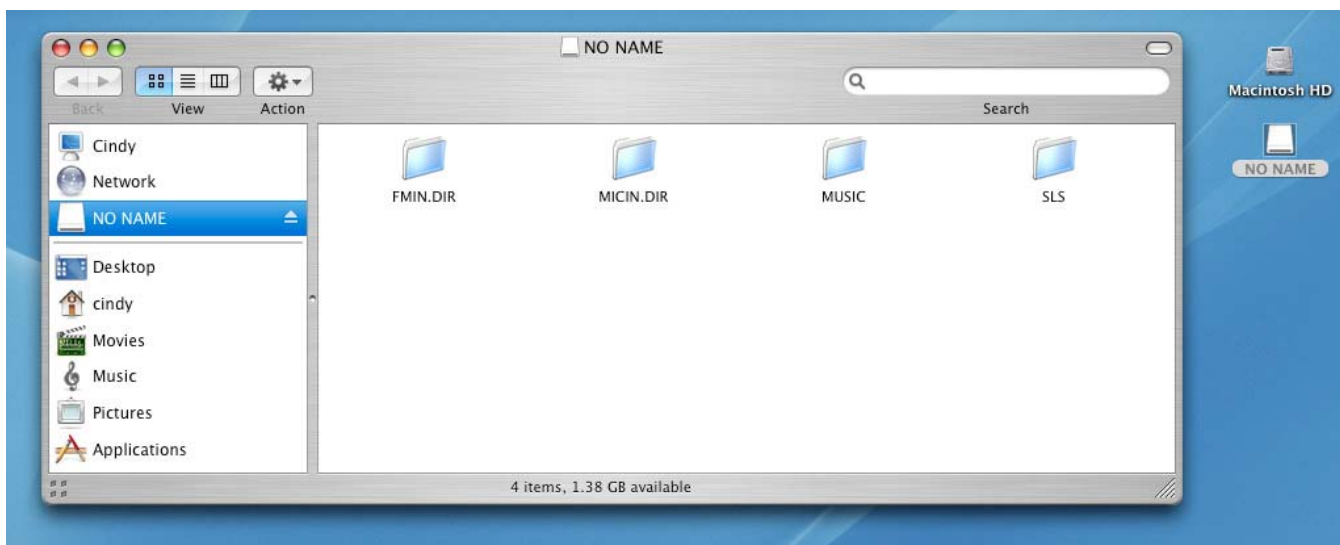 NO NAME
Back
View
Action
Search
Macintosh HD
NO NAME
Cindy
Network
NO NAME
Desktop
cindy
Movies
Music
Pictures
Applications
FMIN.DIR
MICIN.DIR
MUSIC
SLS
4 items, 1.38 GB available